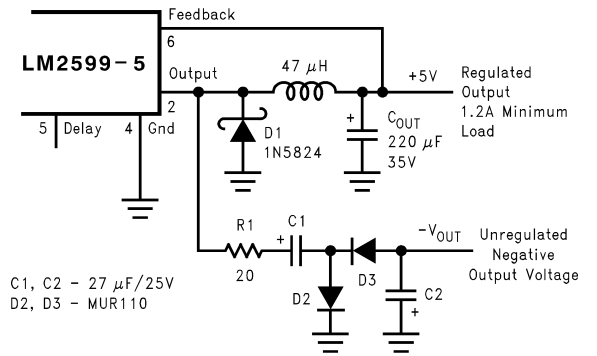 Feedback
6
LM2599-5
Output
2
5
Delay
4
Gnd
47 μH
+5V
Regulated
Output
1.2A Minimum
Load
D1
1N5824
+
COUT
220 μF
35V
R1
20
C1
+
-VOUT
Unregulated
Negative
Output Voltage
D2
D3
C2
+
C1, C2 - 27 μF/25V
D2, D3 - MUR110